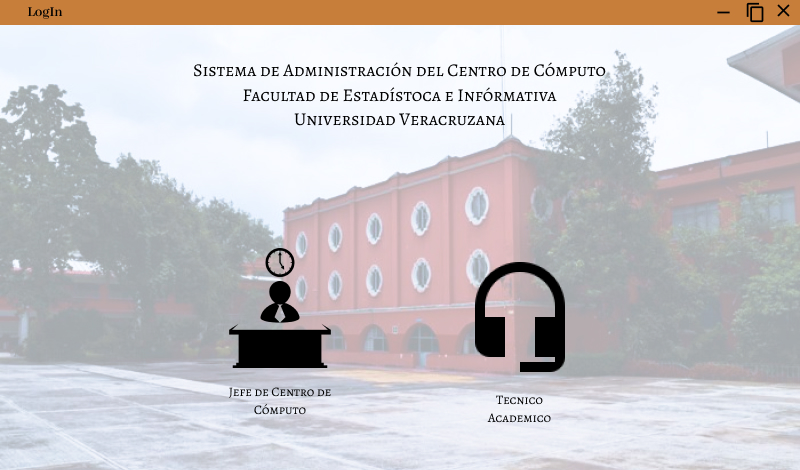 LogIn
Sistema de Administración del Centro de Cómputo
Facultad de Estadístoca e Infórmativa
Universidad Veracruzana
Jefe de Centro de
Cómputo
Tecnico
Academico